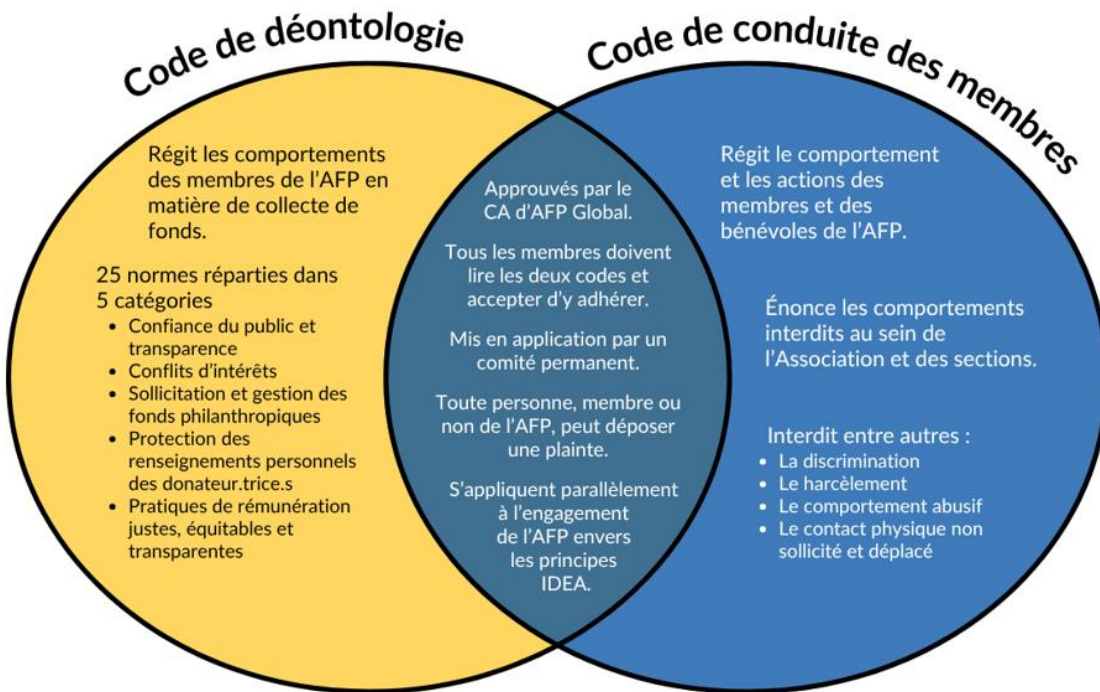 Code de déontologie
Code de conduite des membres
Régit les comportements
des membres de l'AFP en
matière de collecte de
fonds.
25 normes réparties dans
5 catégories
• Confiance du public et
transparence
• Conflits d'intérêts
• Sollicitation et gestion des
fonds philanthropiques
• Protection des
renseignements personnels
des donateur.trice.s
• Pratiques de rémunération
justes, équitables et
transparentes
Approuvés par le
CA d'AFP Global.
Tous les membres doivent
lire les deux codes et
accepter d'y adhérer.
Mis en application par un
comité permanent.
Toute personne, membre ou
non de l'AFP, peut déposer
une plainte.
S'appliquent parallèlement
à l'engagement
de l'AFP envers
les principes
IDEA.
Régit le comportement
et les actions des
membres et des
bénévoles de l'AFP.
Énonce les comportements
interdits au sein de
l'Association et des sections.
Interdit entre autres :
• La discrimination
• Le harcèlement
• Le comportement abusif
• Le contact physique non
sollicité et déplacé